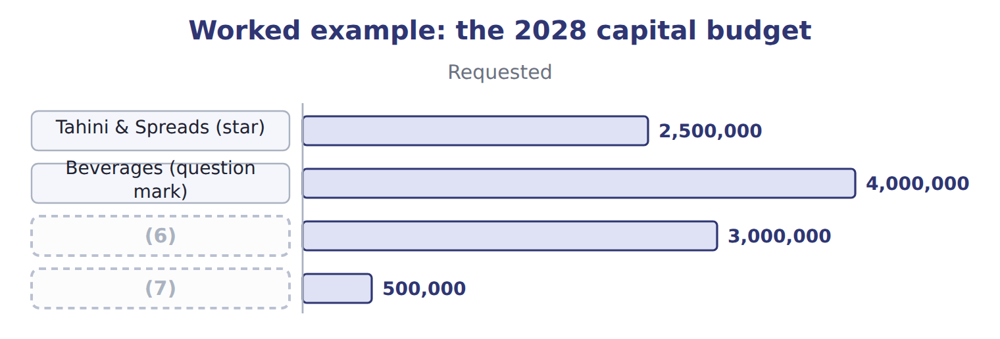 Worked example: the 2028 capital budget
Requested
Tahini & Spreads (star)
2,500,000
Beverages (question
mark)
4,000,000
(6)
3,000,000
(7)
500,000